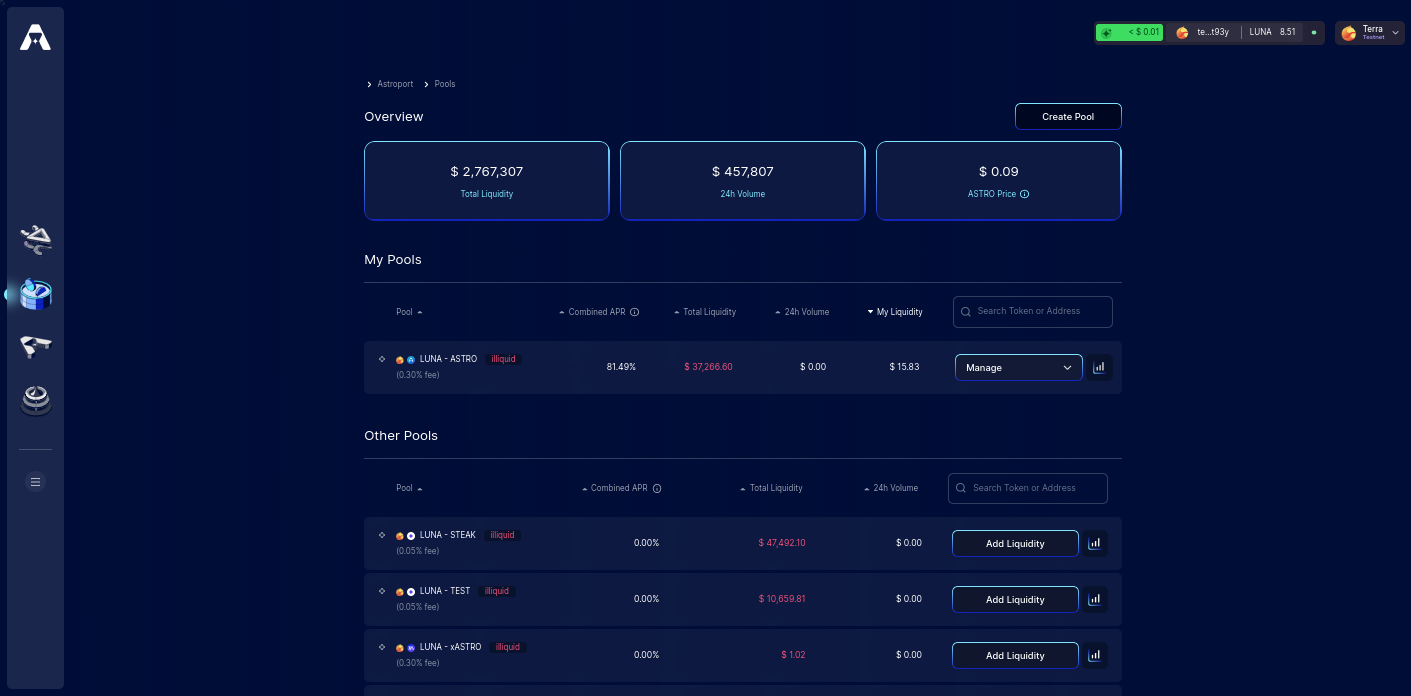 < $ 0.01 te...t93y LUNA 8.51 Terra
Testnet
Astroport Pools
Overview Create Pool
$ 2,767,307 $ 457,807 $ 0.09
Total Liquidity 24h Volume ASTRO Price
My Pools
Pool Combined APR Total Liquidity 24h Volume My Liquidity Search Token or Address
LUNA - ASTRO illiquid
81.49% $ 37,266.60 $ 0.00 $ 15.83 Manage
(0.30% fee)
Other Pools
Pool Combined APR Total Liquidity 24h Volume Search Token or Address
LUNA - STEAK illiquid
0.00% $ 47,492.10 $ 0.00 Add Liquidity
(0.05% fee)
LUNA - TEST illiquid
0.00% $ 10,659.81 $ 0.00 Add Liquidity
(0.05% fee)
LUNA - xASTRO illiquid
0.00% $ 1.02 $ 0.00 Add Liquidity
(0.30% fee)